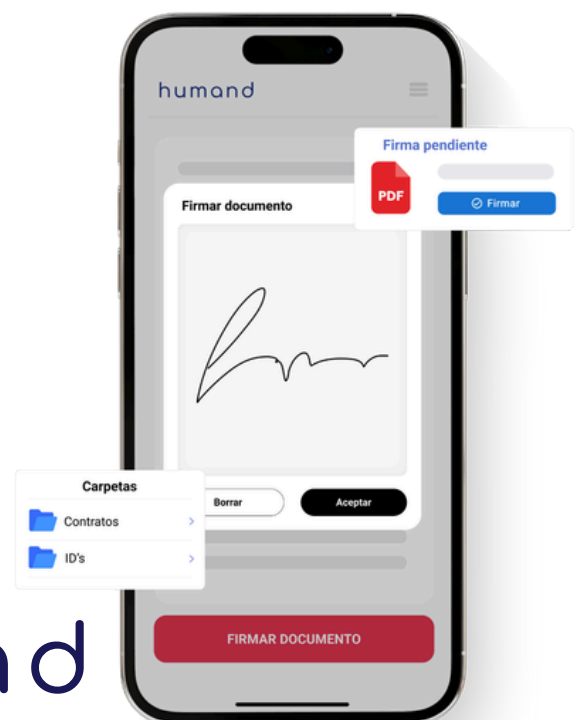 humand
Firma pendiente
PDF
Firmar
Firmar documento
Borrar
Aceptar
Carpetas
Contratos
ID's
nd
FIRMAR DOCUMENTO